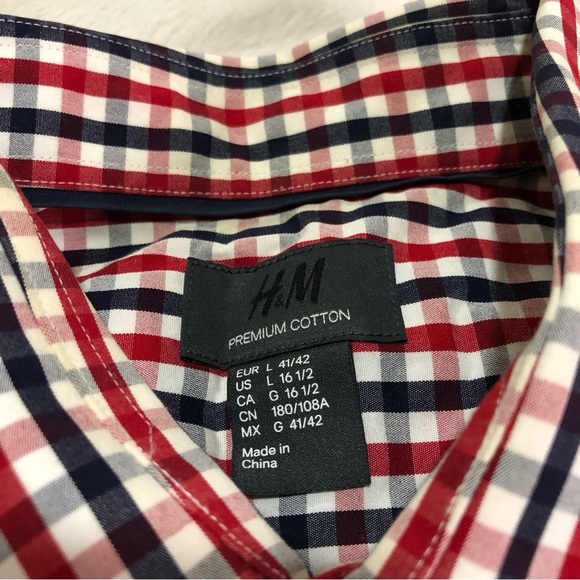 H&M
PREMIUM COTTON
EUR L 41/42
US L 16 1/2
CA G 16 1/2
CN 180/108A
MX G 41/42
Made in
China